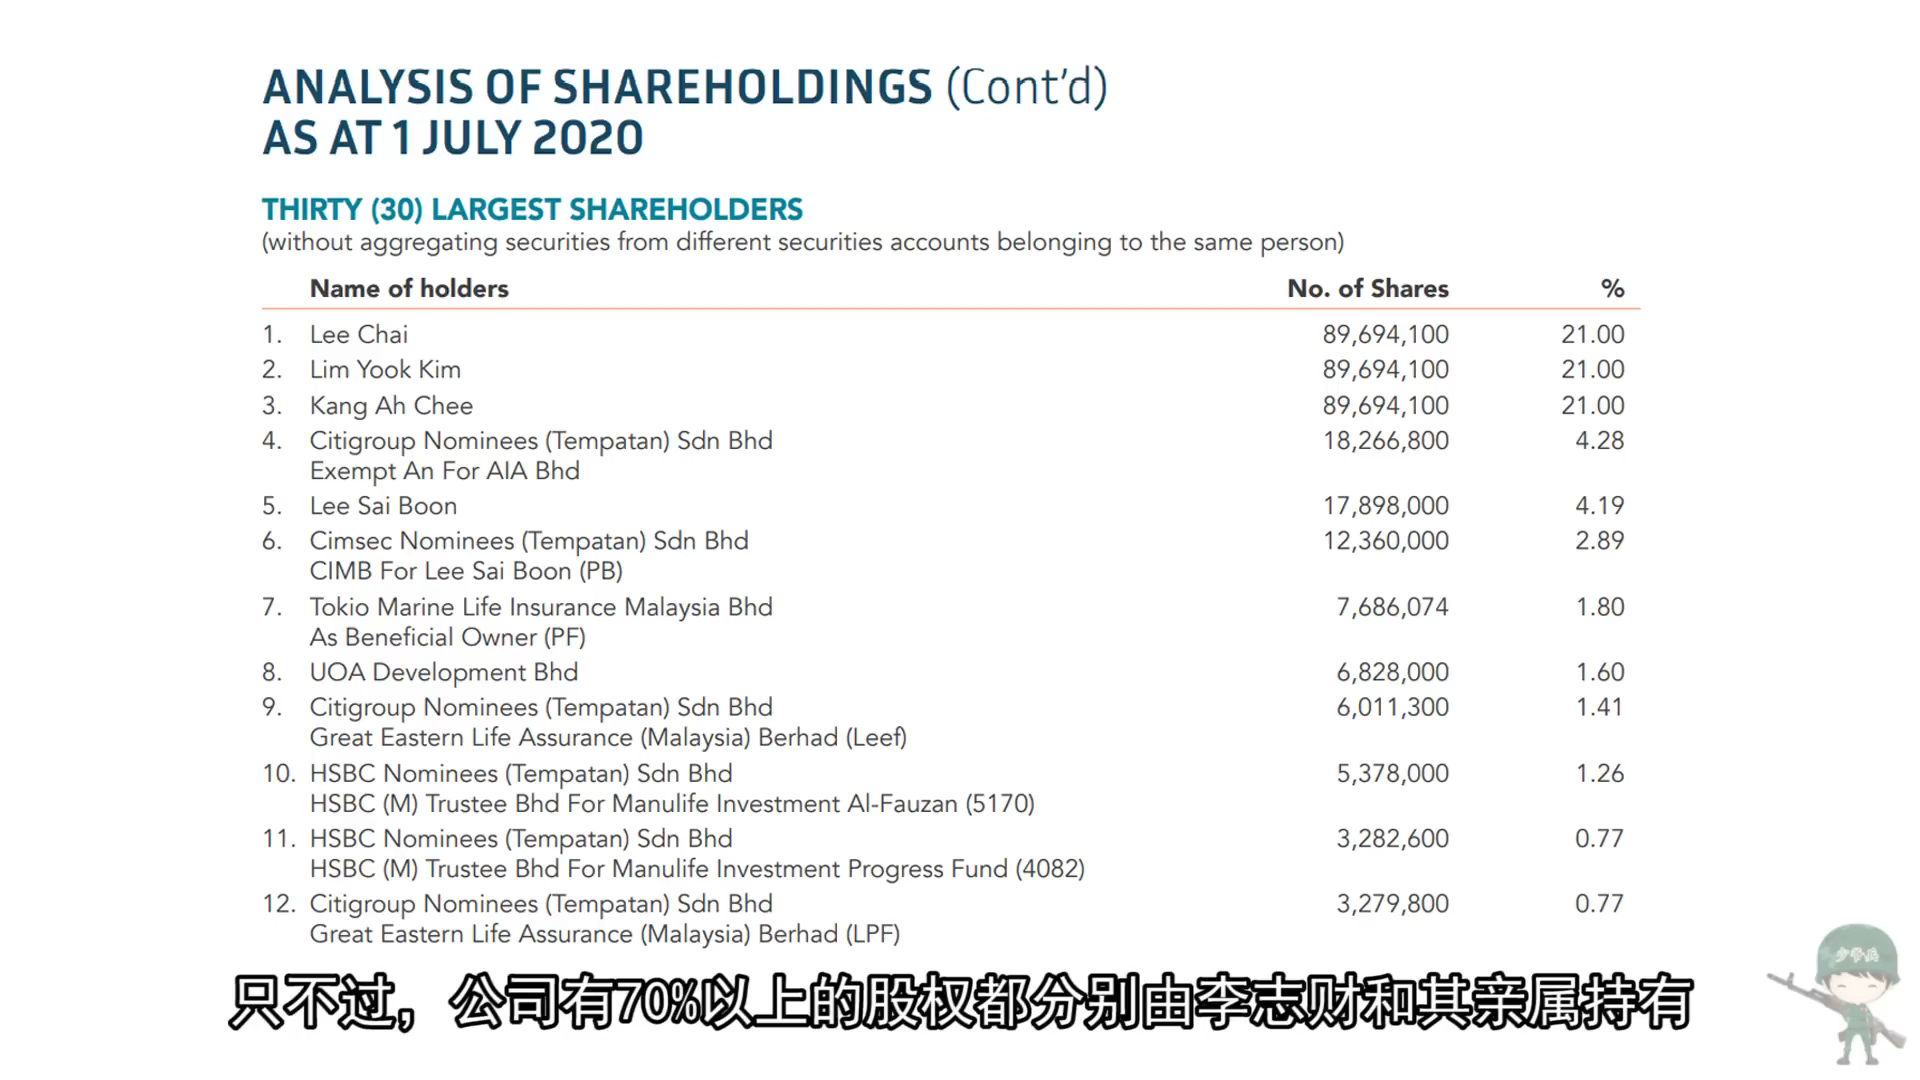 ANALYSIS OF SHAREHOLDINGS (Cont’d)
AS AT 1 JULY 2020
THIRTY (30) LARGEST SHAREHOLDERS
(without aggregating securities from different securities accounts belonging to the same person)
Name of holders No. of Shares %
1. Lee Chai 89,694,100 21.00
2. Lim Yook Kim 89,694,100 21.00
3. Kang Ah Chee 89,694,100 21.00
4. Citigroup Nominees (Tempatan) Sdn Bhd 18,266,800 4.28
Exempt An For AIA Bhd
5. Lee Sai Boon 17,898,000 4.19
6. Cimsec Nominees (Tempatan) Sdn Bhd 12,360,000 2.89
CIMB For Lee Sai Boon (PB)
7. Tokio Marine Life Insurance Malaysia Bhd 7,686,074 1.80
As Beneficial Owner (PF)
8. UOA Development Bhd 6,828,000 1.60
9. Citigroup Nominees (Tempatan) Sdn Bhd 6,011,300 1.41
Great Eastern Life Assurance (Malaysia) Berhad (Leef)
10. HSBC Nominees (Tempatan) Sdn Bhd 5,378,000 1.26
HSBC (M) Trustee Bhd For Manulife Investment Al-Fauzan (5170)
11. HSBC Nominees (Tempatan) Sdn Bhd 3,282,600 0.77
HSBC (M) Trustee Bhd For Manulife Investment Progress Fund (4082)
12. Citigroup Nominees (Tempatan) Sdn Bhd 3,279,800 0.77
Great Eastern Life Assurance (Malaysia) Berhad (LPF)
只不过，公司有70%以上的股权都分别由李志财和其亲属持有